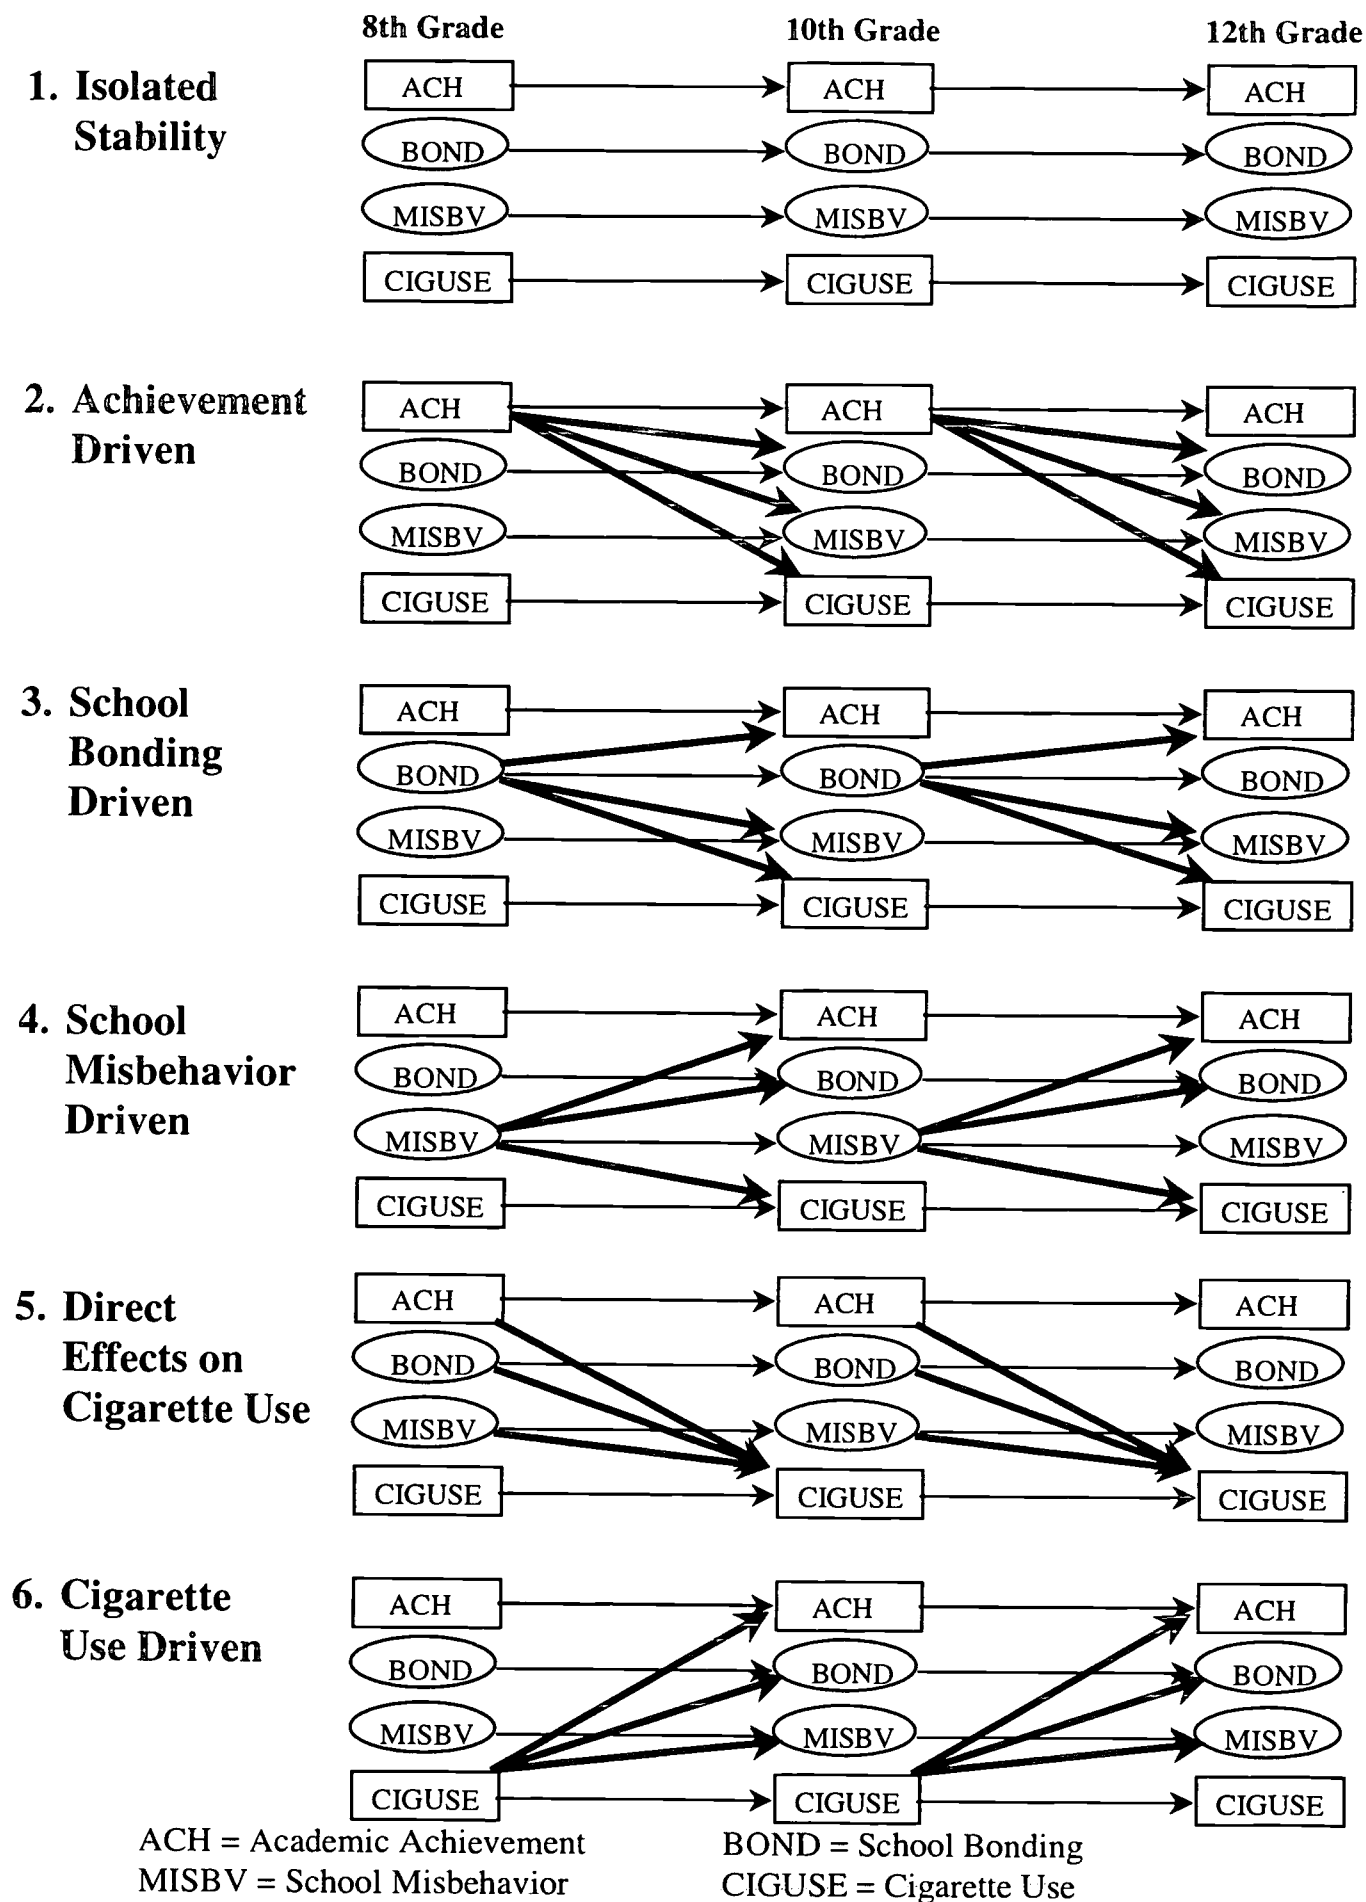 8th Grade 10th Grade 12th Grade
1. Isolated
Stability
ACH ACH ACH
BOND BOND BOND
MISBV MISBV MISBV
CIGUSE CIGUSE CIGUSE
2. Achievement
Driven
ACH ACH ACH
BOND BOND BOND
MISBV MISBV MISBV
CIGUSE CIGUSE CIGUSE
3. School
Bonding
Driven
ACH ACH ACH
BOND BOND BOND
MISBV MISBV MISBV
CIGUSE CIGUSE CIGUSE
4. School
Misbehavior
Driven
ACH ACH ACH
BOND BOND BOND
MISBV MISBV MISBV
CIGUSE CIGUSE CIGUSE
5. Direct
Effects on
Cigarette Use
ACH ACH ACH
BOND BOND BOND
MISBV MISBV MISBV
CIGUSE CIGUSE CIGUSE
6. Cigarette
Use Driven
ACH ACH ACH
BOND BOND BOND
MISBV MISBV MISBV
CIGUSE CIGUSE CIGUSE
ACH = Academic Achievement BOND = School Bonding
MISBV = School Misbehavior CIGUSE = Cigarette Use